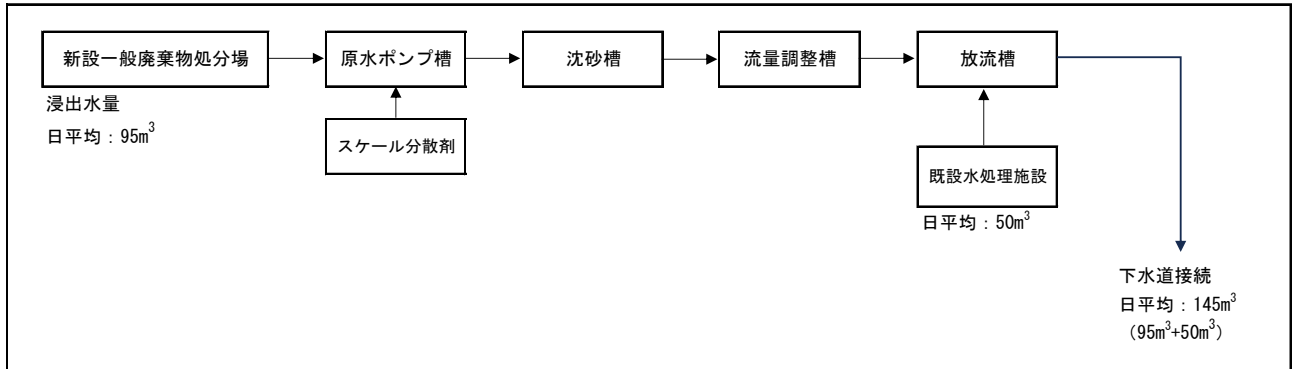 新設一般廃棄物処分場
原水ポンプ槽
沈砂槽
流量調整槽
放流槽
浸出水量
日平均：95m³
スケール分散剤
既設水処理施設
日平均：50m³
下水道接続
日平均：145m³
（95m³+50m³）